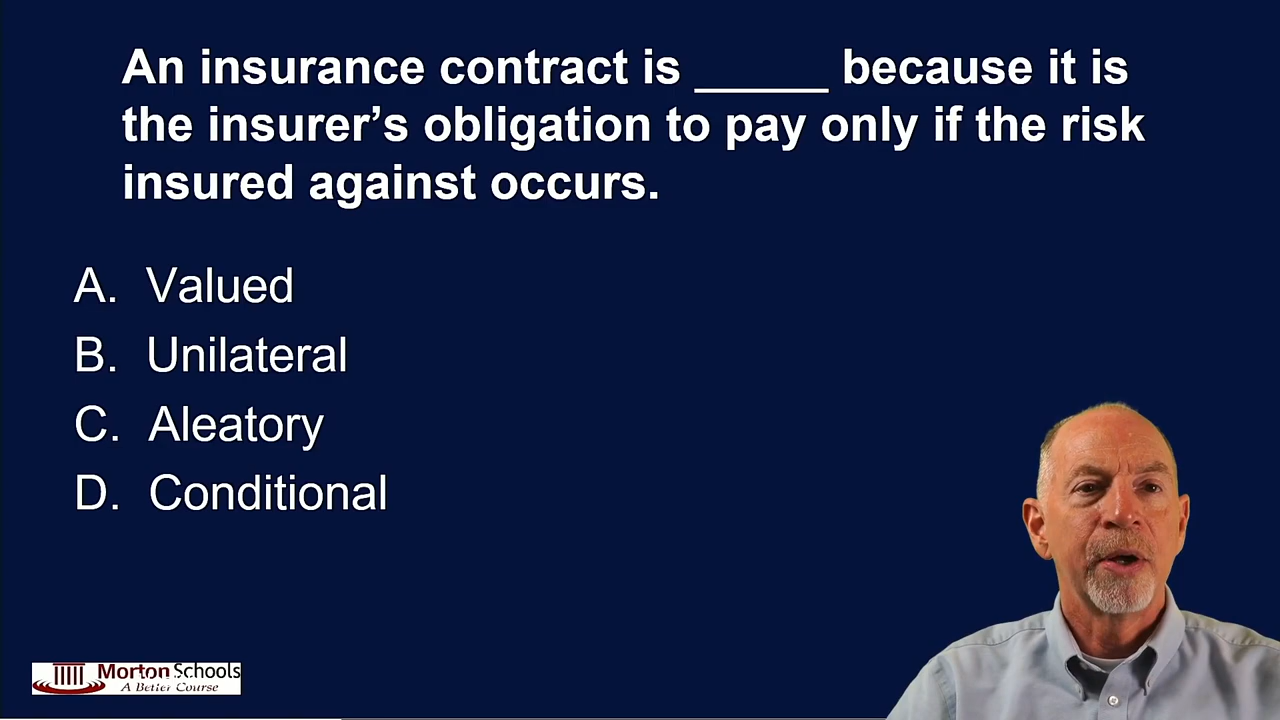 An insurance contract is _____ because it is
the insurer’s obligation to pay only if the risk
insured against occurs.
A. Valued
B. Unilateral
C. Aleatory
D. Conditional
Morton Schools
A Better Course